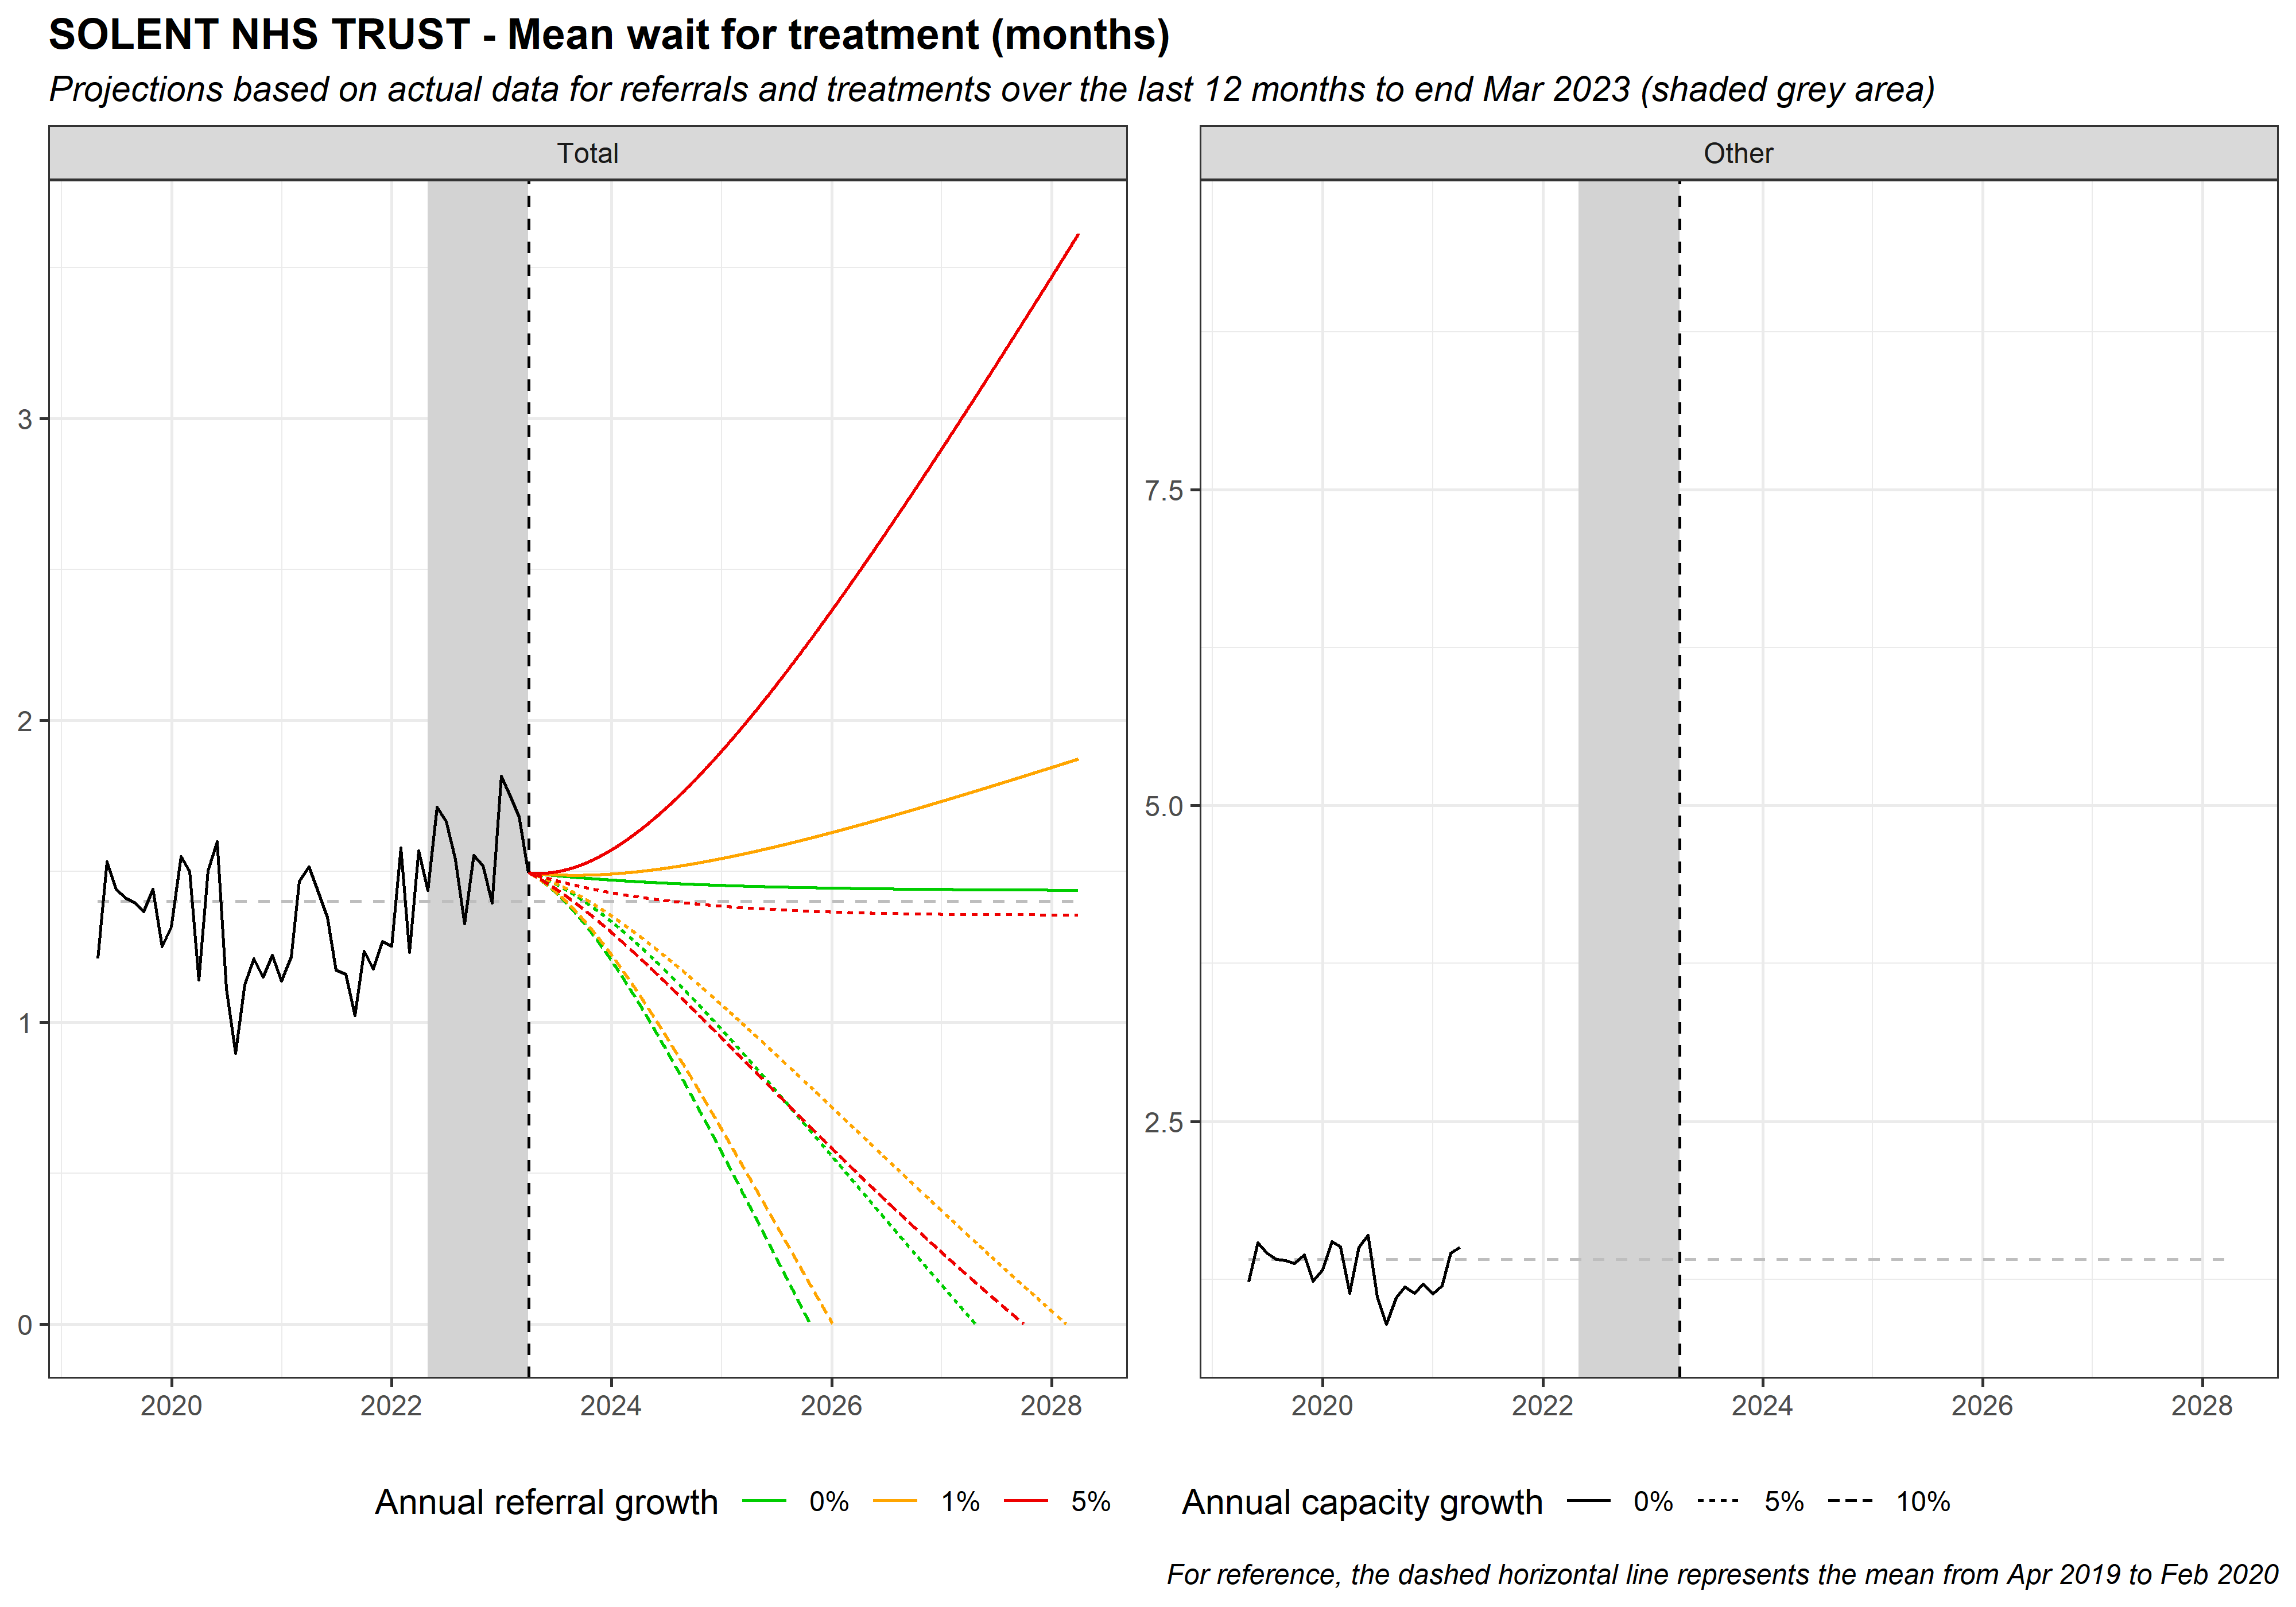 SOLENT NHS TRUST - Mean wait for treatment (months)
Projections based on actual data for referrals and treatments over the last 12 months to end Mar 2023 (shaded grey area)
Total
Other
3
2
1
0
7.5
5.0
2.5
2020 2022 2024 2026 2028
2020 2022 2024 2026 2028
Annual referral growth 0% 1% 5%
Annual capacity growth 0% 5% 10%
For reference, the dashed horizontal line represents the mean from Apr 2019 to Feb 2020